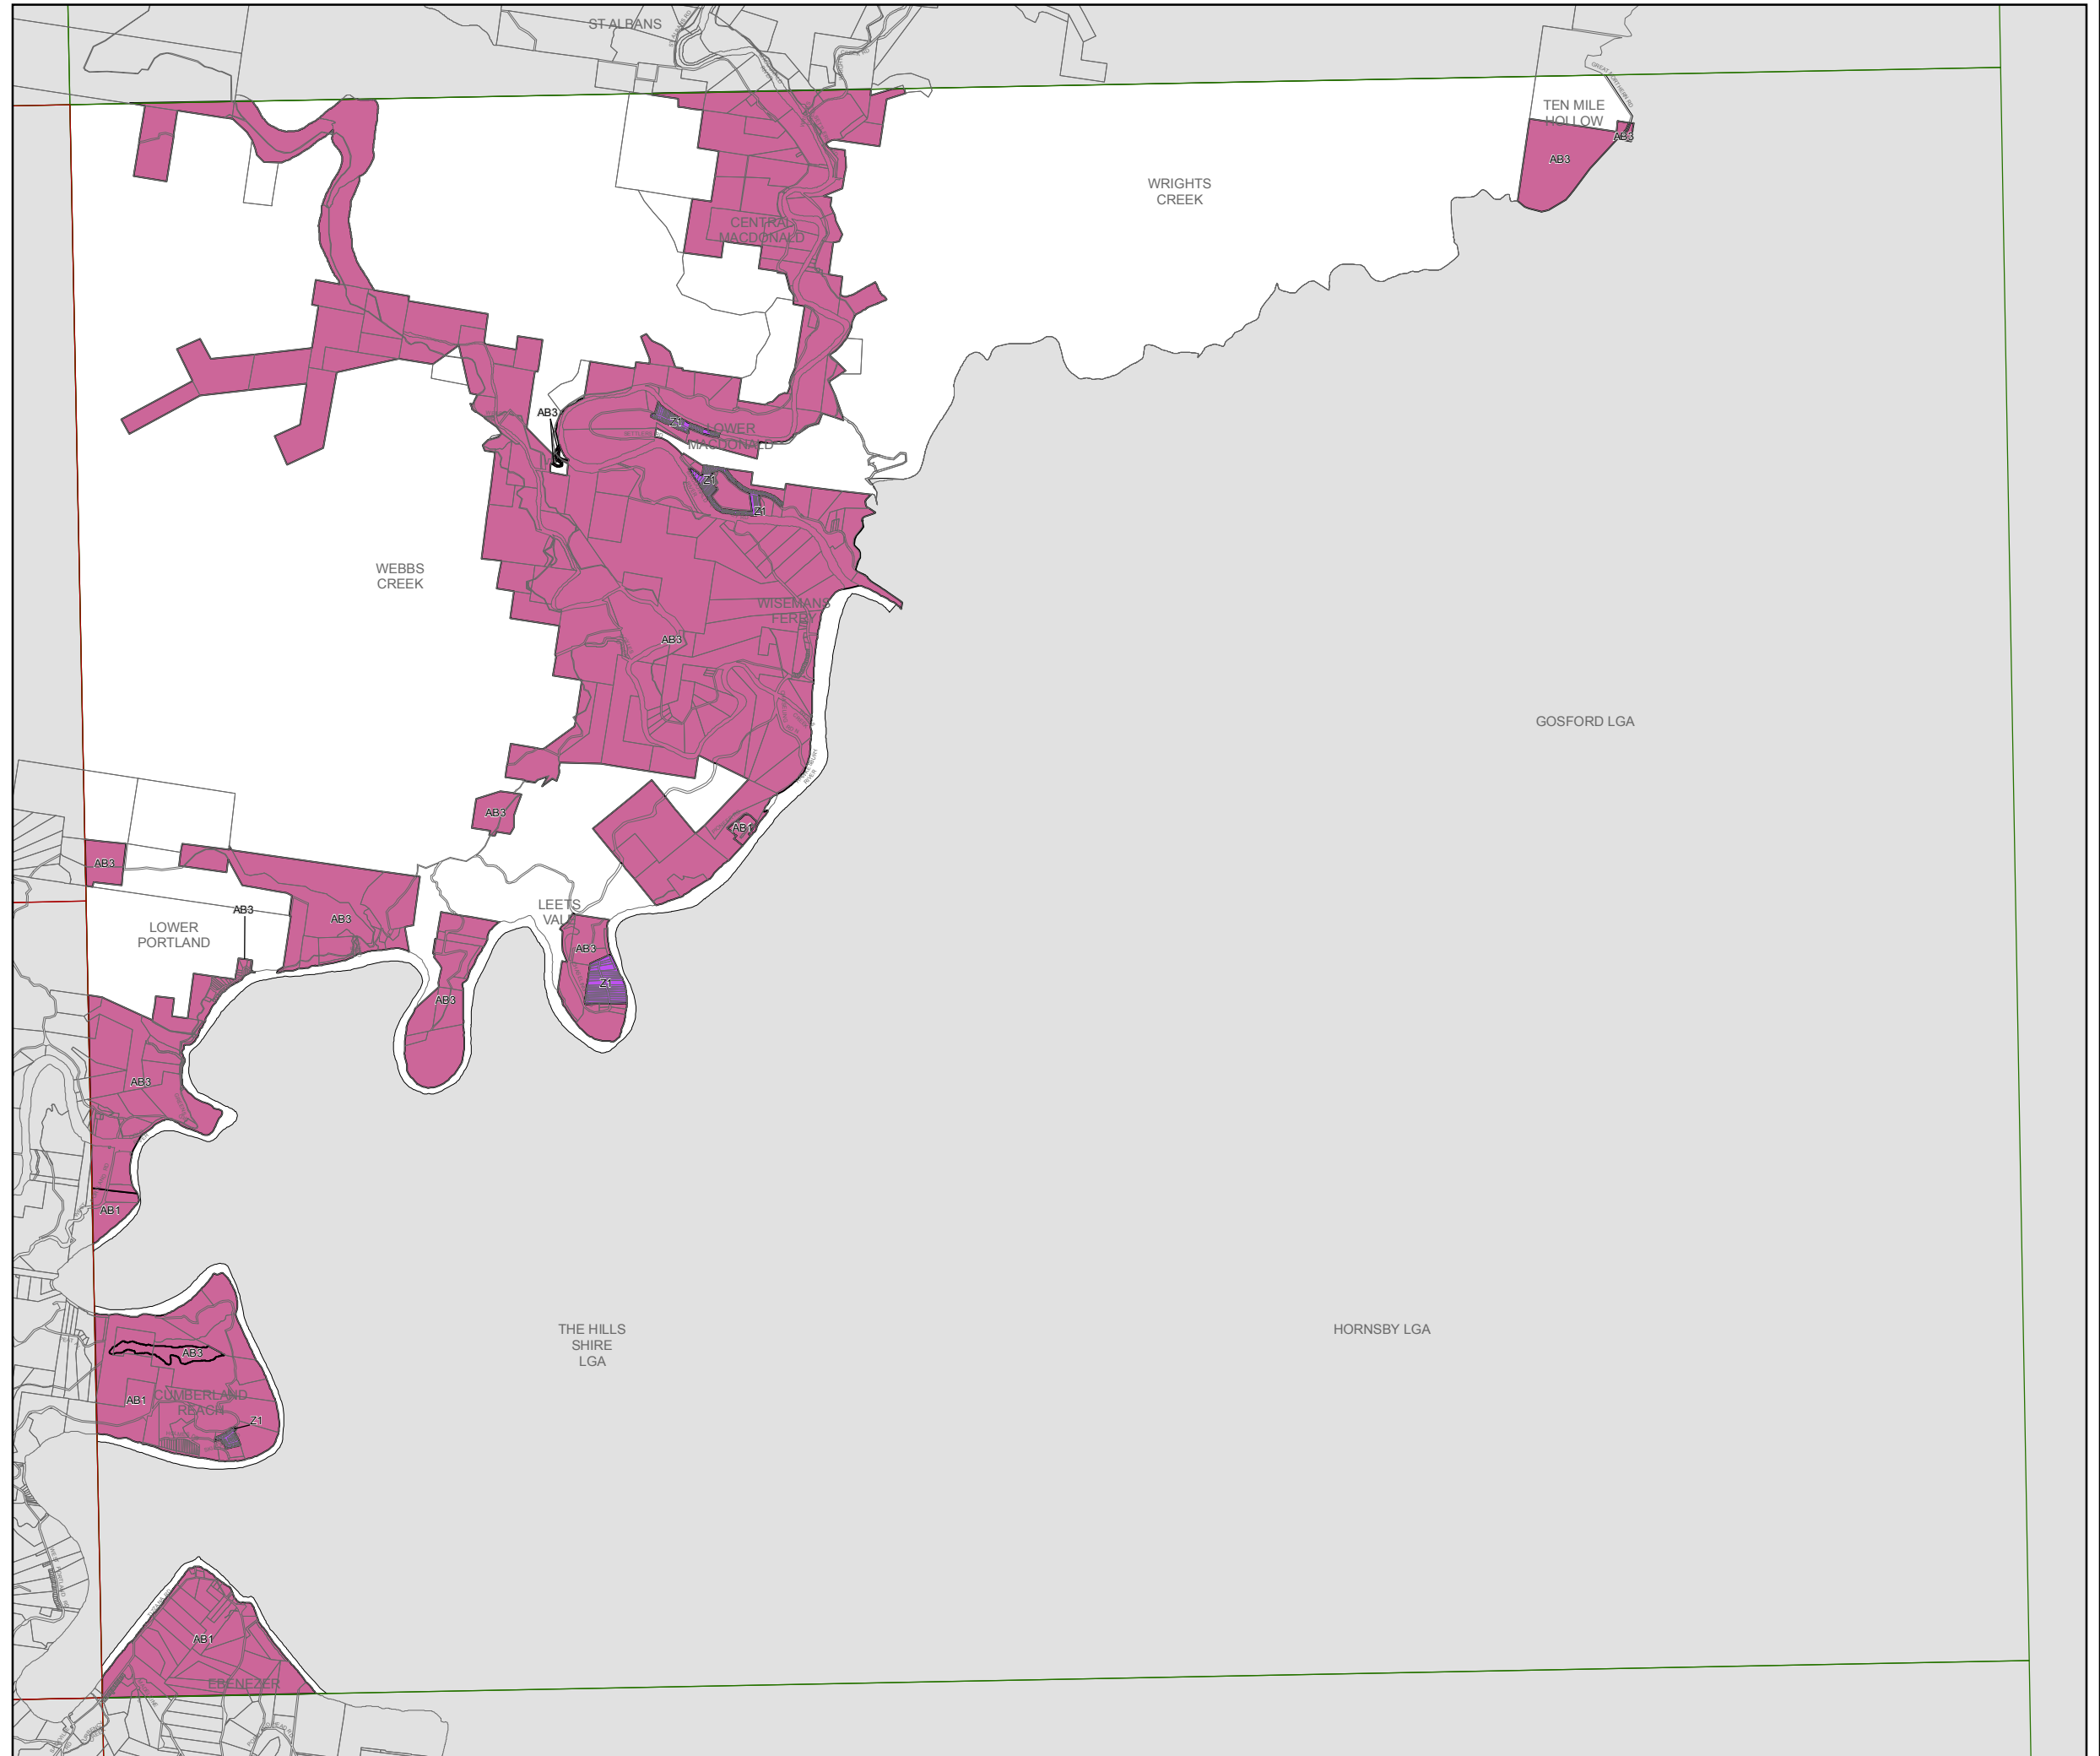 ST ALBANS
TEN MILE
HOLLOW
AB3
AB3
WRIGHTS
CREEK
CENTRAL
MACDONALD
AB3
Z1
LOWER
MACDONALD
Z1
Z1
WEBBS
CREEK
WISEMANS
FERRY
AB3
GOSFORD LGA
AB3
AB1
AB3
AB3
AB3
LEETS
VALE
LOWER
PORTLAND
AB3
Z1
AB3
AB3
AB1
THE HILLS
SHIRE
LGA
HORNSBY LGA
AB3
AB1
CUMBERLAND
REACH
Z1
AB1
EBENEZER